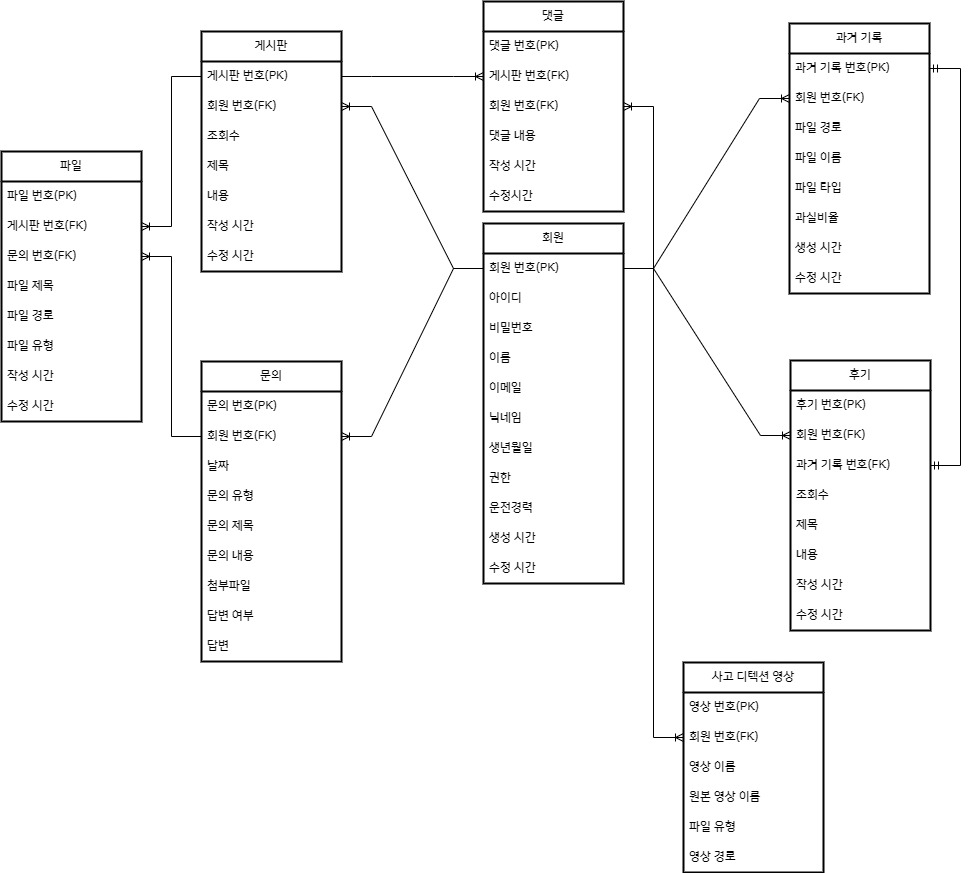 파일
파일 번호(PK)
게시판 번호(FK)
문의 번호(FK)
파일 제목
파일 경로
파일 유형
작성 시간
수정 시간
게시판
게시판 번호(PK)
회원 번호(FK)
조회수
제목
내용
작성 시간
수정 시간
문의
문의 번호(PK)
회원 번호(FK)
날짜
문의 유형
문의 제목
문의 내용
첨부파일
답변 여부
답변
댓글
댓글 번호(PK)
게시판 번호(FK)
회원 번호(FK)
댓글 내용
작성 시간
수정시간
회원
회원 번호(PK)
아이디
비밀번호
이름
이메일
닉네임
생년월일
권한
운전경력
생성 시간
수정 시간
과거 기록
과거 기록 번호(PK)
회원 번호(FK)
파일 경로
파일 이름
파일 타입
과실비율
생성 시간
수정 시간
후기
후기 번호(PK)
회원 번호(FK)
과거 기록 번호(FK)
조회수
제목
내용
작성 시간
수정 시간
사고 디텍션 영상
영상 번호(PK)
회원 번호(FK)
영상 이름
원본 영상 이름
파일 유형
영상 경로